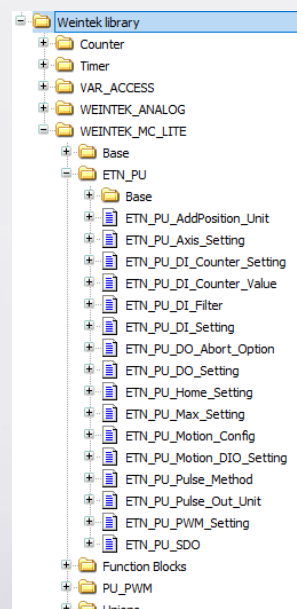 Weintek library
Counter
Timer
VAR_ACCESS
WEINTEK_ANALOG
WEINTEK_MC_LITE
Base
ETN_PU
Base
ETN_PU_AddPosition_Unit
ETN_PU_Axis_Setting
ETN_PU_DI_Counter_Setting
ETN_PU_DI_Counter_Value
ETN_PU_DI_Filter
ETN_PU_DI_Setting
ETN_PU_DO_Abort_Option
ETN_PU_DO_Setting
ETN_PU_Home_Setting
ETN_PU_Max_Setting
ETN_PU_Motion_Config
ETN_PU_Motion_DIO_Setting
ETN_PU_Pulse_Method
ETN_PU_Pulse_Out_Unit
ETN_PU_PWM_Setting
ETN_PU_SDO
Function Blocks
PU_PWM